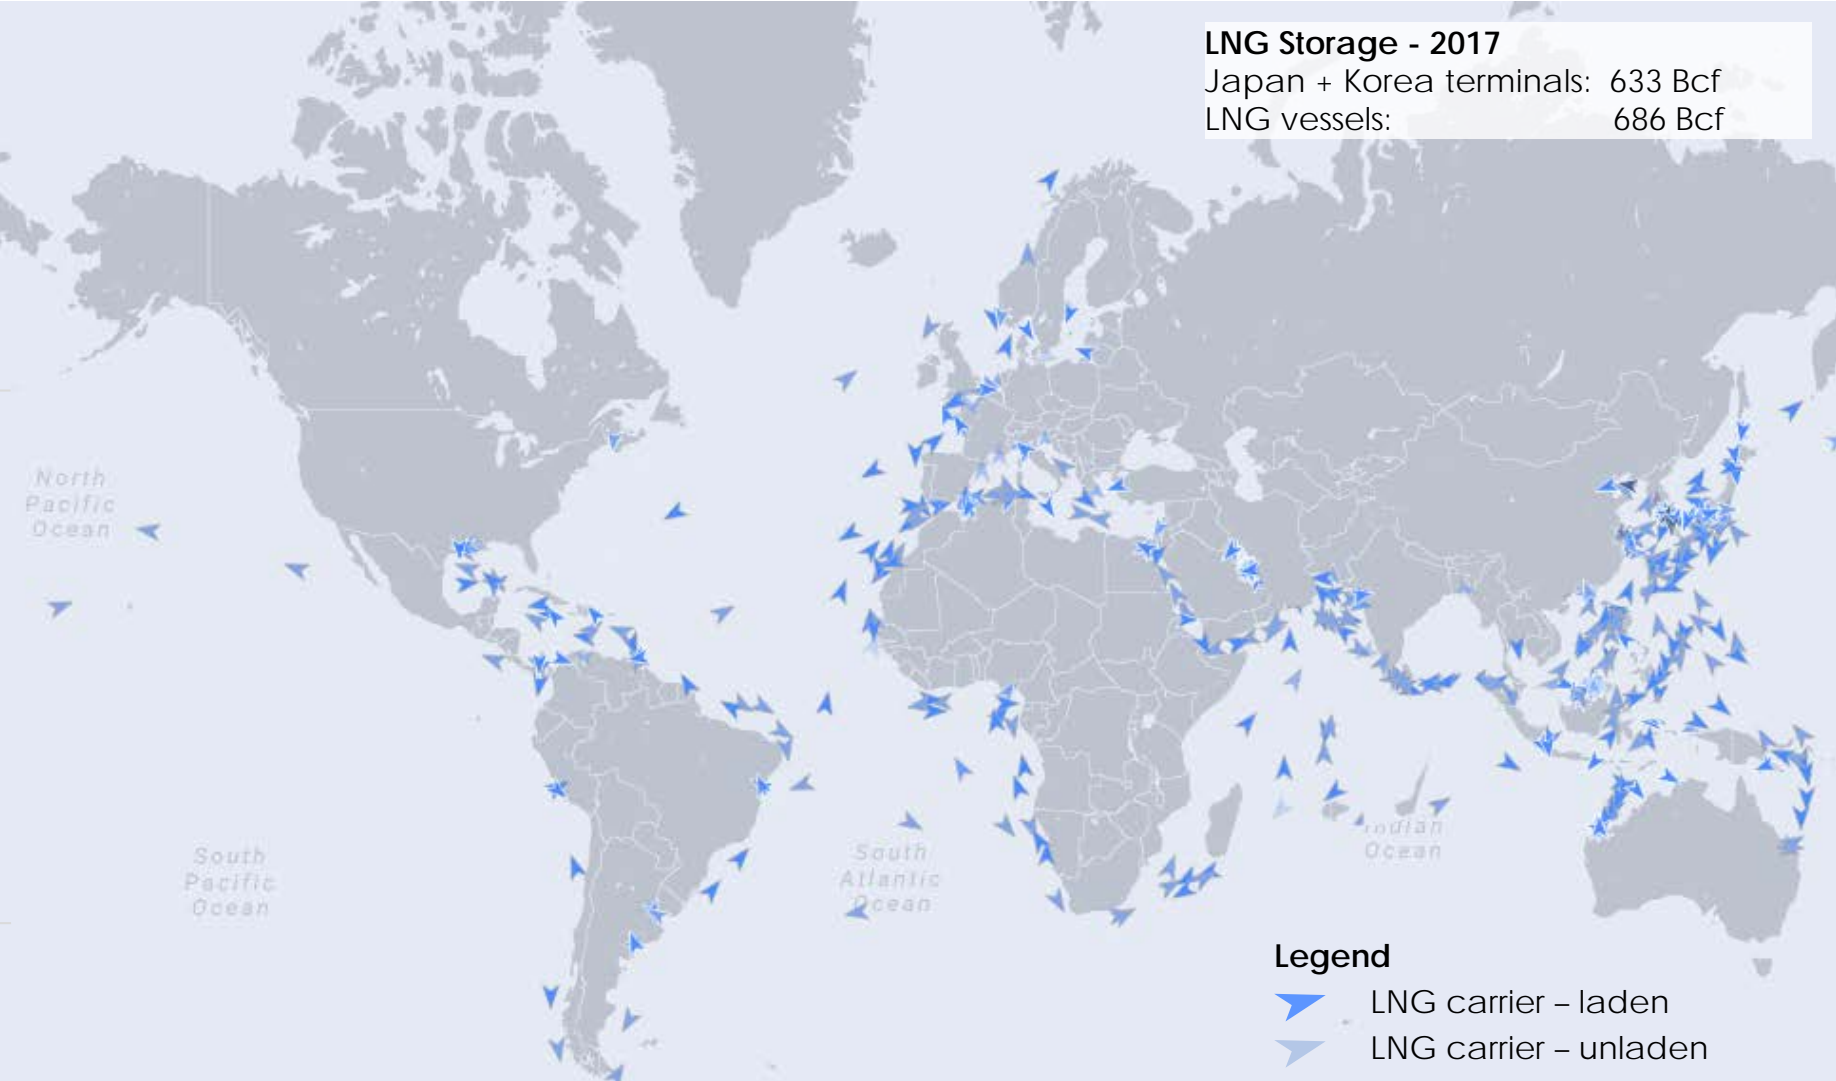 LNG Storage - 2017
Japan + Korea terminals: 633 Bcf
LNG vessels: 686 Bcf
North
Pacific
Ocean
South
Pacific
Ocean
South
Atlantic
Ocean
Indian
Ocean
Legend
LNG carrier – laden
LNG carrier – unladen